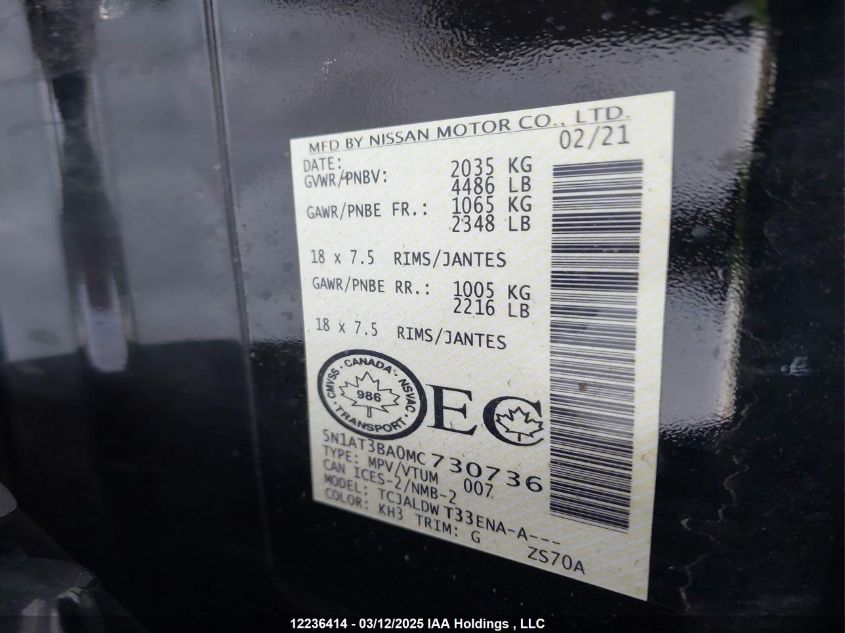 MFD BY NISSAN MOTOR CO., LTD.
DATE: 02/21
GVWR/PNBV: 2035 KG
4486 LB
GAWR/PNBE FR.: 1065 KG
2348 LB
18 x 7.5 RIMS/JANTES
GAWR/PNBE RR.: 1005 KG
2216 LB
18 x 7.5 RIMS/JANTES
CMVSS · CANADA · NSVAC
986
TRANSPORT
EC
5N1AT3BA0MC730736
TYPE: MPV/VTUM 007
CAN ICES-2/NMB-2
MODEL: TCJALDW T33ENA-A---
COLOR: KH3 TRIM: G ZS70A
12236414 - 03/12/2025 IAA Holdings , LLC